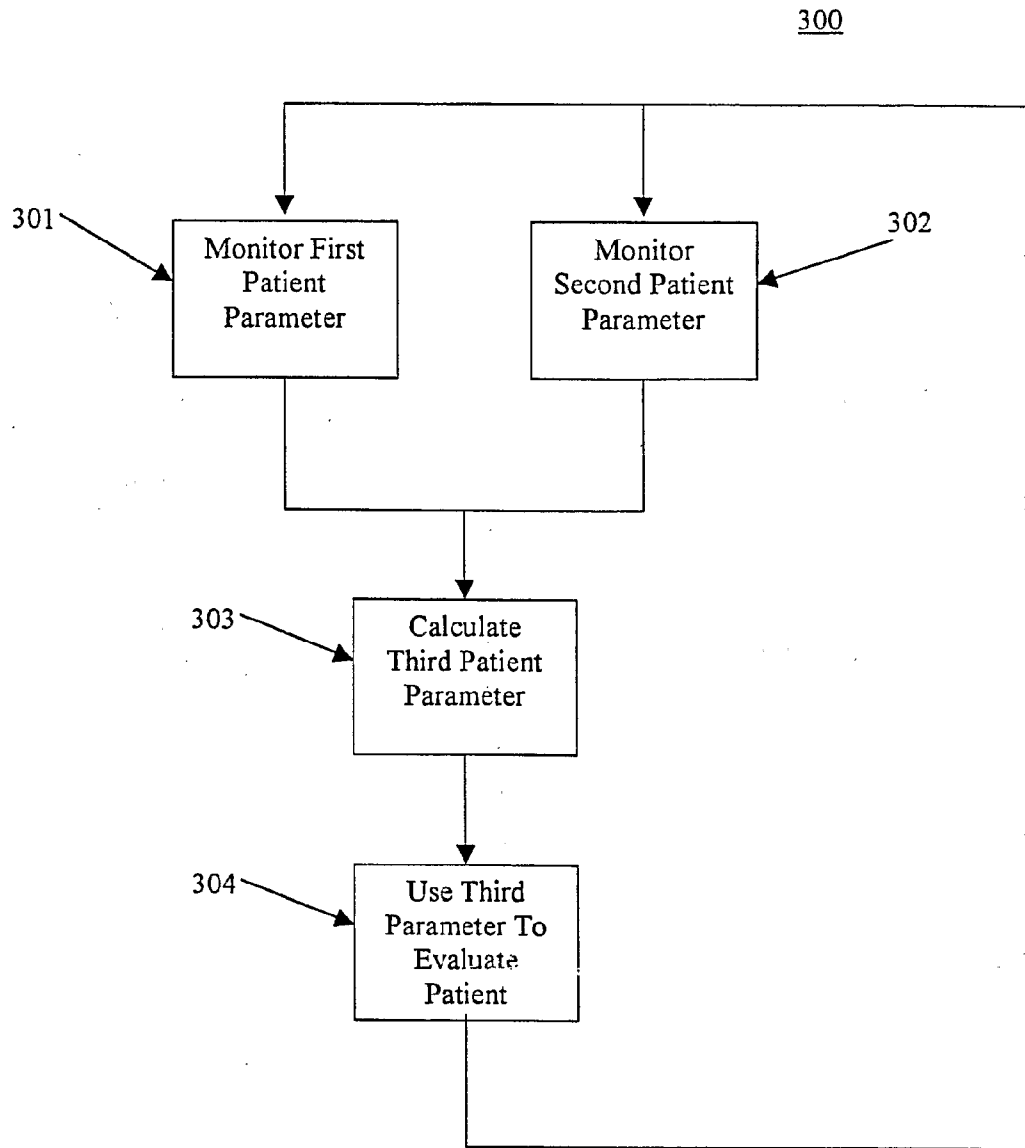 300
301
Monitor First
Patient
Parameter
Monitor
Second Patient
Parameter
302
303
Calculate
Third Patient
Parameter
304
Use Third
Parameter To
Evaluate
Patient